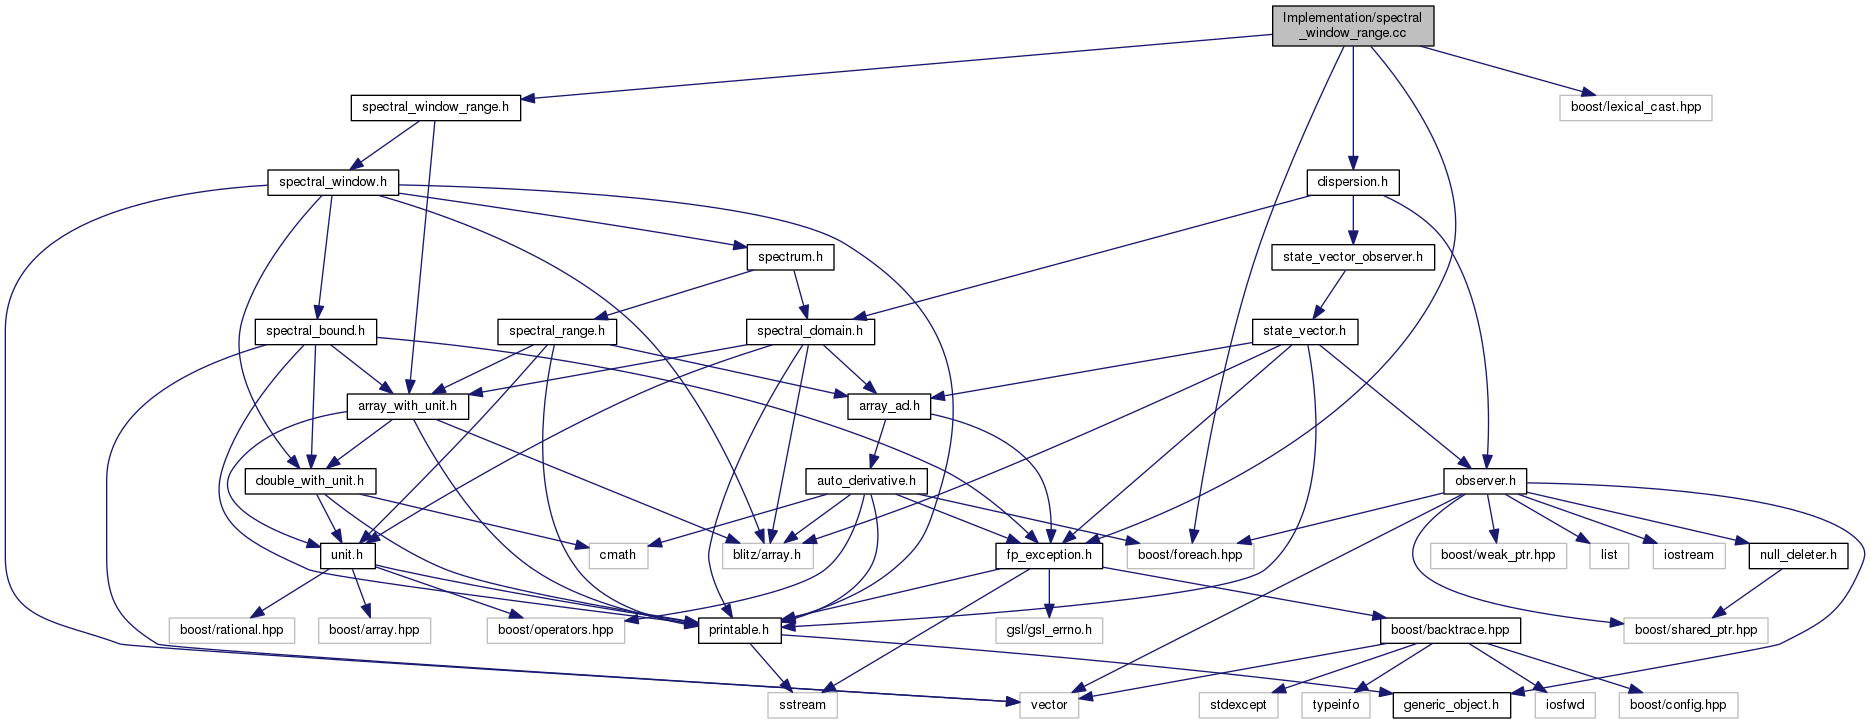 Implementation/spectral
_window_range.cc
spectral_window_range.h
boost/lexical_cast.hpp
spectral_window.h
dispersion.h
spectrum.h
state_vector_observer.h
spectral_bound.h
spectral_range.h
spectral_domain.h
state_vector.h
array_with_unit.h
array_ad.h
double_with_unit.h
auto_derivative.h
observer.h
unit.h
cmath
blitz/array.h
fp_exception.h
boost/foreach.hpp
boost/weak_ptr.hpp
list
iostream
null_deleter.h
boost/rational.hpp
boost/array.hpp
boost/operators.hpp
printable.h
gsl/gsl_errno.h
boost/backtrace.hpp
boost/shared_ptr.hpp
sstream
vector
stdexcept
typeinfo
generic_object.h
iosfwd
boost/config.hpp